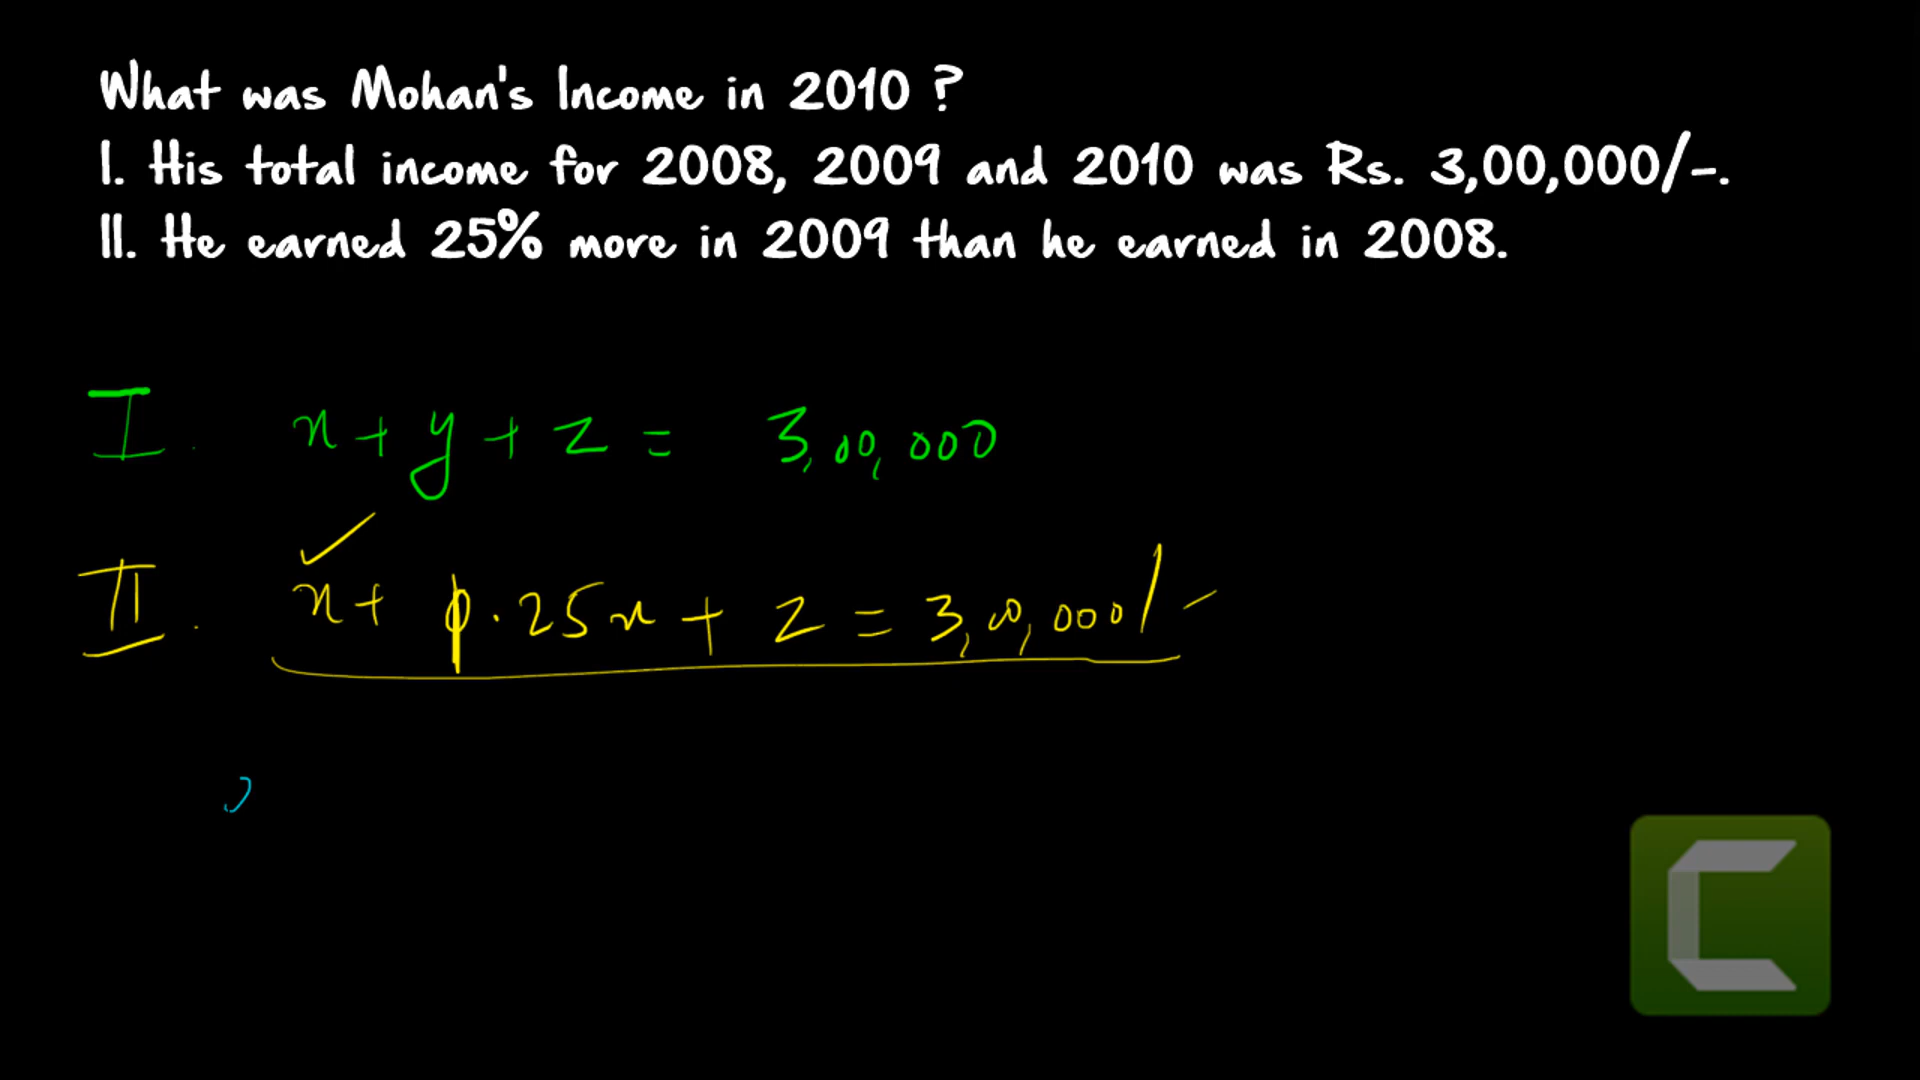 What was Mohan's Income in 2010 ?
I. His total income for 2008, 2009 and 2010 was Rs. 3,00,000/-.
II. He earned 25% more in 2009 than he earned in 2008.
I. x + y + z = 3,00,000
II. x + 1.25x + z = 3,00,000/-